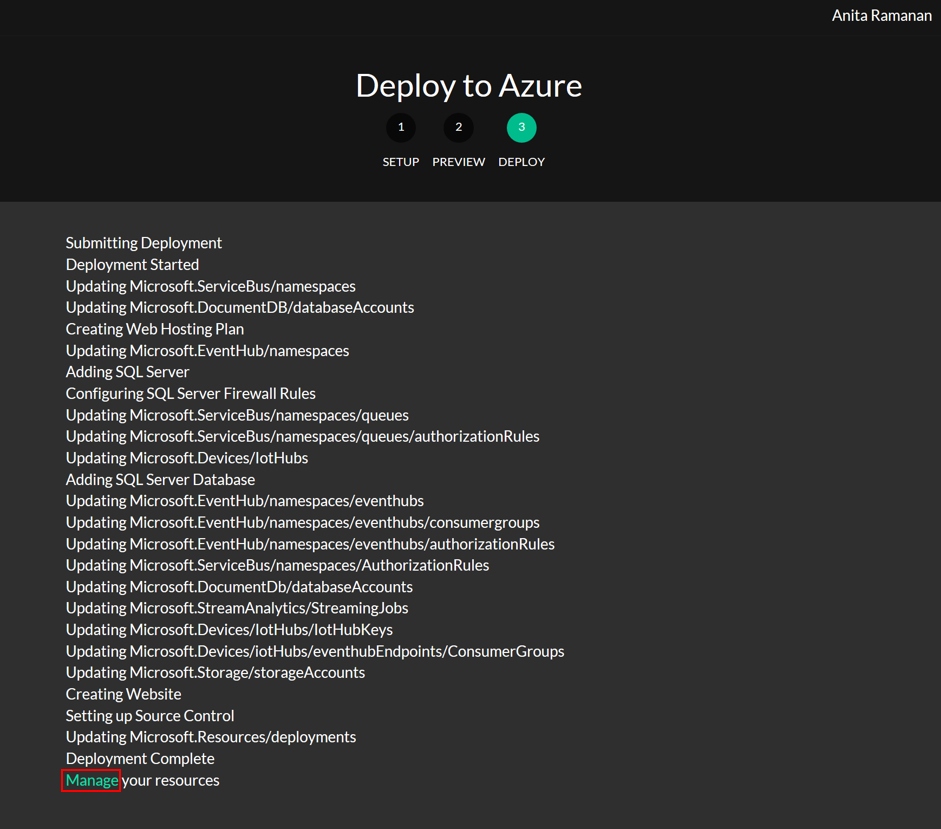 Anita Ramanan
Deploy to Azure
1 2 3
SETUP PREVIEW DEPLOY
Submitting Deployment
Deployment Started
Updating Microsoft.ServiceBus/namespaces
Updating Microsoft.DocumentDB/databaseAccounts
Creating Web Hosting Plan
Updating Microsoft.EventHub/namespaces
Adding SQL Server
Configuring SQL Server Firewall Rules
Updating Microsoft.ServiceBus/namespaces/queues
Updating Microsoft.ServiceBus/namespaces/queues/authorizationRules
Updating Microsoft.Devices/IotHubs
Adding SQL Server Database
Updating Microsoft.EventHub/namespaces/eventhubs
Updating Microsoft.EventHub/namespaces/eventhubs/consumergroups
Updating Microsoft.EventHub/namespaces/eventhubs/authorizationRules
Updating Microsoft.ServiceBus/namespaces/AuthorizationRules
Updating Microsoft.DocumentDb/databaseAccounts
Updating Microsoft.StreamAnalytics/StreamingJobs
Updating Microsoft.Devices/IotHubs/IotHubKeys
Updating Microsoft.Devices/iotHubs/eventhubEndpoints/ConsumerGroups
Updating Microsoft.Storage/storageAccounts
Creating Website
Setting up Source Control
Updating Microsoft.Resources/deployments
Deployment Complete
Manage your resources